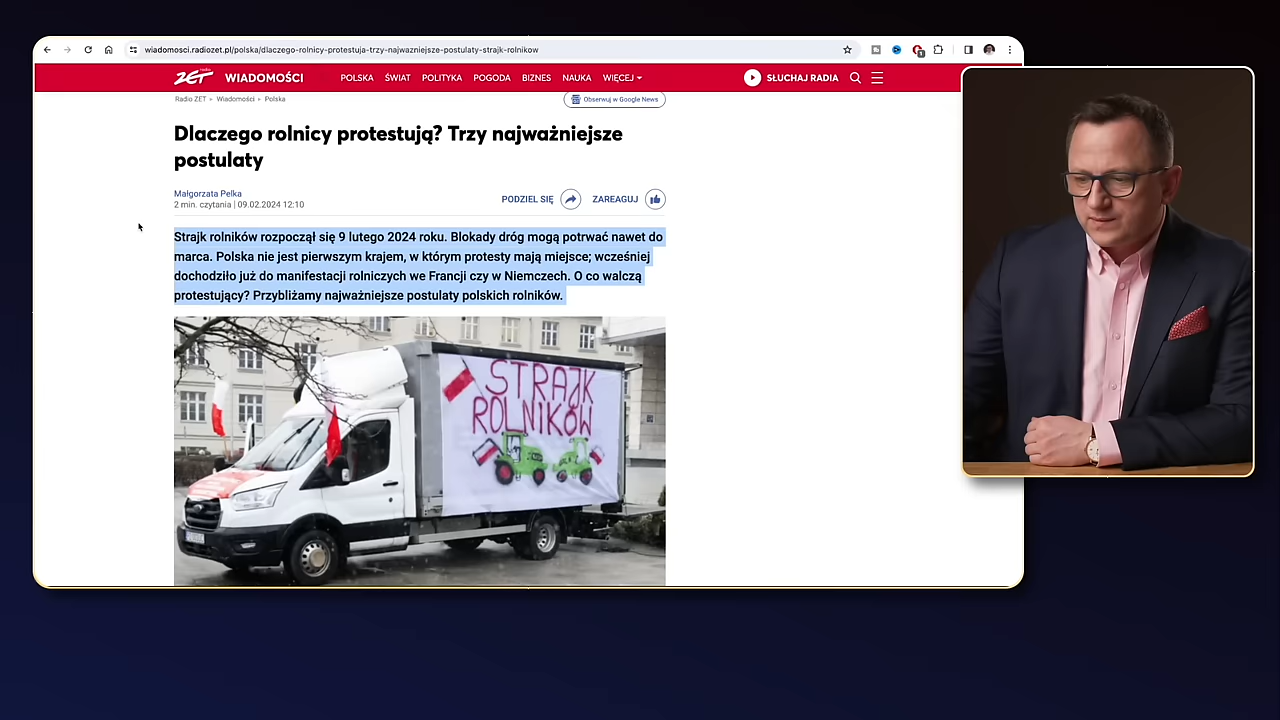 wiadomosci.radiozet.pl/polska/dlaczego-rolnicy-protestuja-trzy-najwazniejsze-postulaty-strajk-rolnikow
radio ZET WIADOMOŚCI POLSKA ŚWIAT POLITYKA POGODA BIZNES NAUKA WIĘCEJ SŁUCHAJ RADIA
Radio ZET Wiadomości Polska Obserwuj w Google News
Dlaczego rolnicy protestują? Trzy najważniejsze
postulaty
Małgorzata Pelka
2 min. czytania | 09.02.2024 12:10
PODZIEL SIĘ ZAREAGUJ
Strajk rolników rozpoczął się 9 lutego 2024 roku. Blokady dróg mogą potrwać nawet do
marca. Polska nie jest pierwszym krajem, w którym protesty mają miejsce; wcześniej
dochodziło już do manifestacji rolniczych we Francji czy w Niemczech. O co walczą
protestujący? Przybliżamy najważniejsze postulaty polskich rolników.
STRAJK
ROLNIKÓW